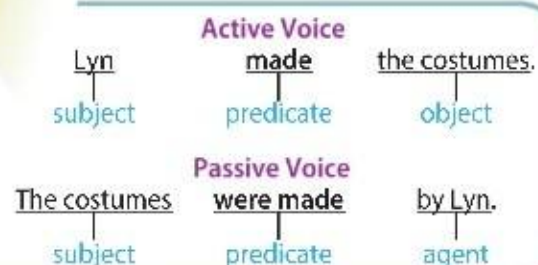 Active Voice
Lyn made the costumes.
subject predicate object
Passive Voice
The costumes were made by Lyn.
subject predicate agent